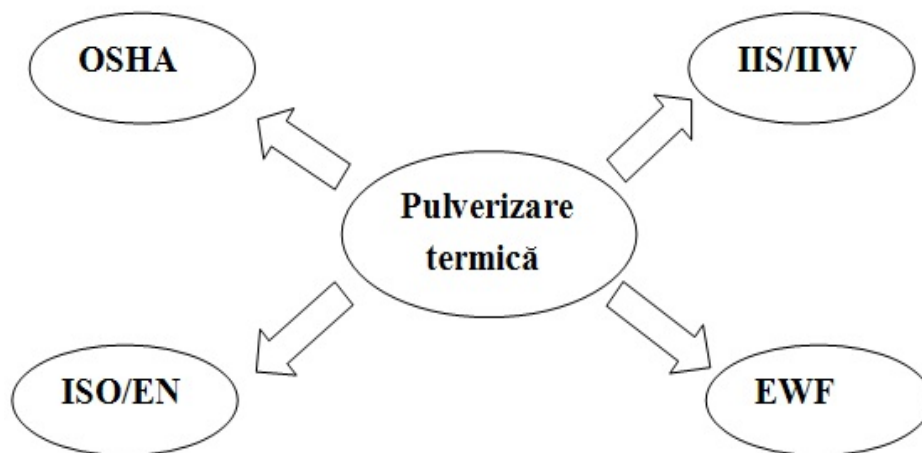 OSHA
IIS/IIW
Pulverizare
termică
ISO/EN
EWF